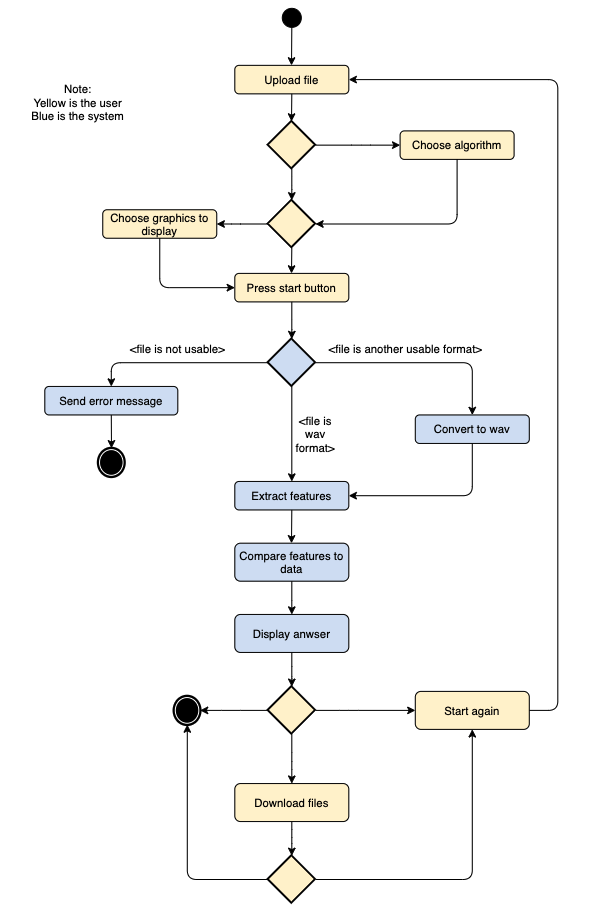 Upload file
Note:
Yellow is the user
Blue is the system
Choose algorithm
Choose graphics to
display
Press start button
<file is not usable>
<file is another usable format>
Send error message
<file is
wav
format>
Convert to wav
Extract features
Compare features to
data
Display anwser
Start again
Download files